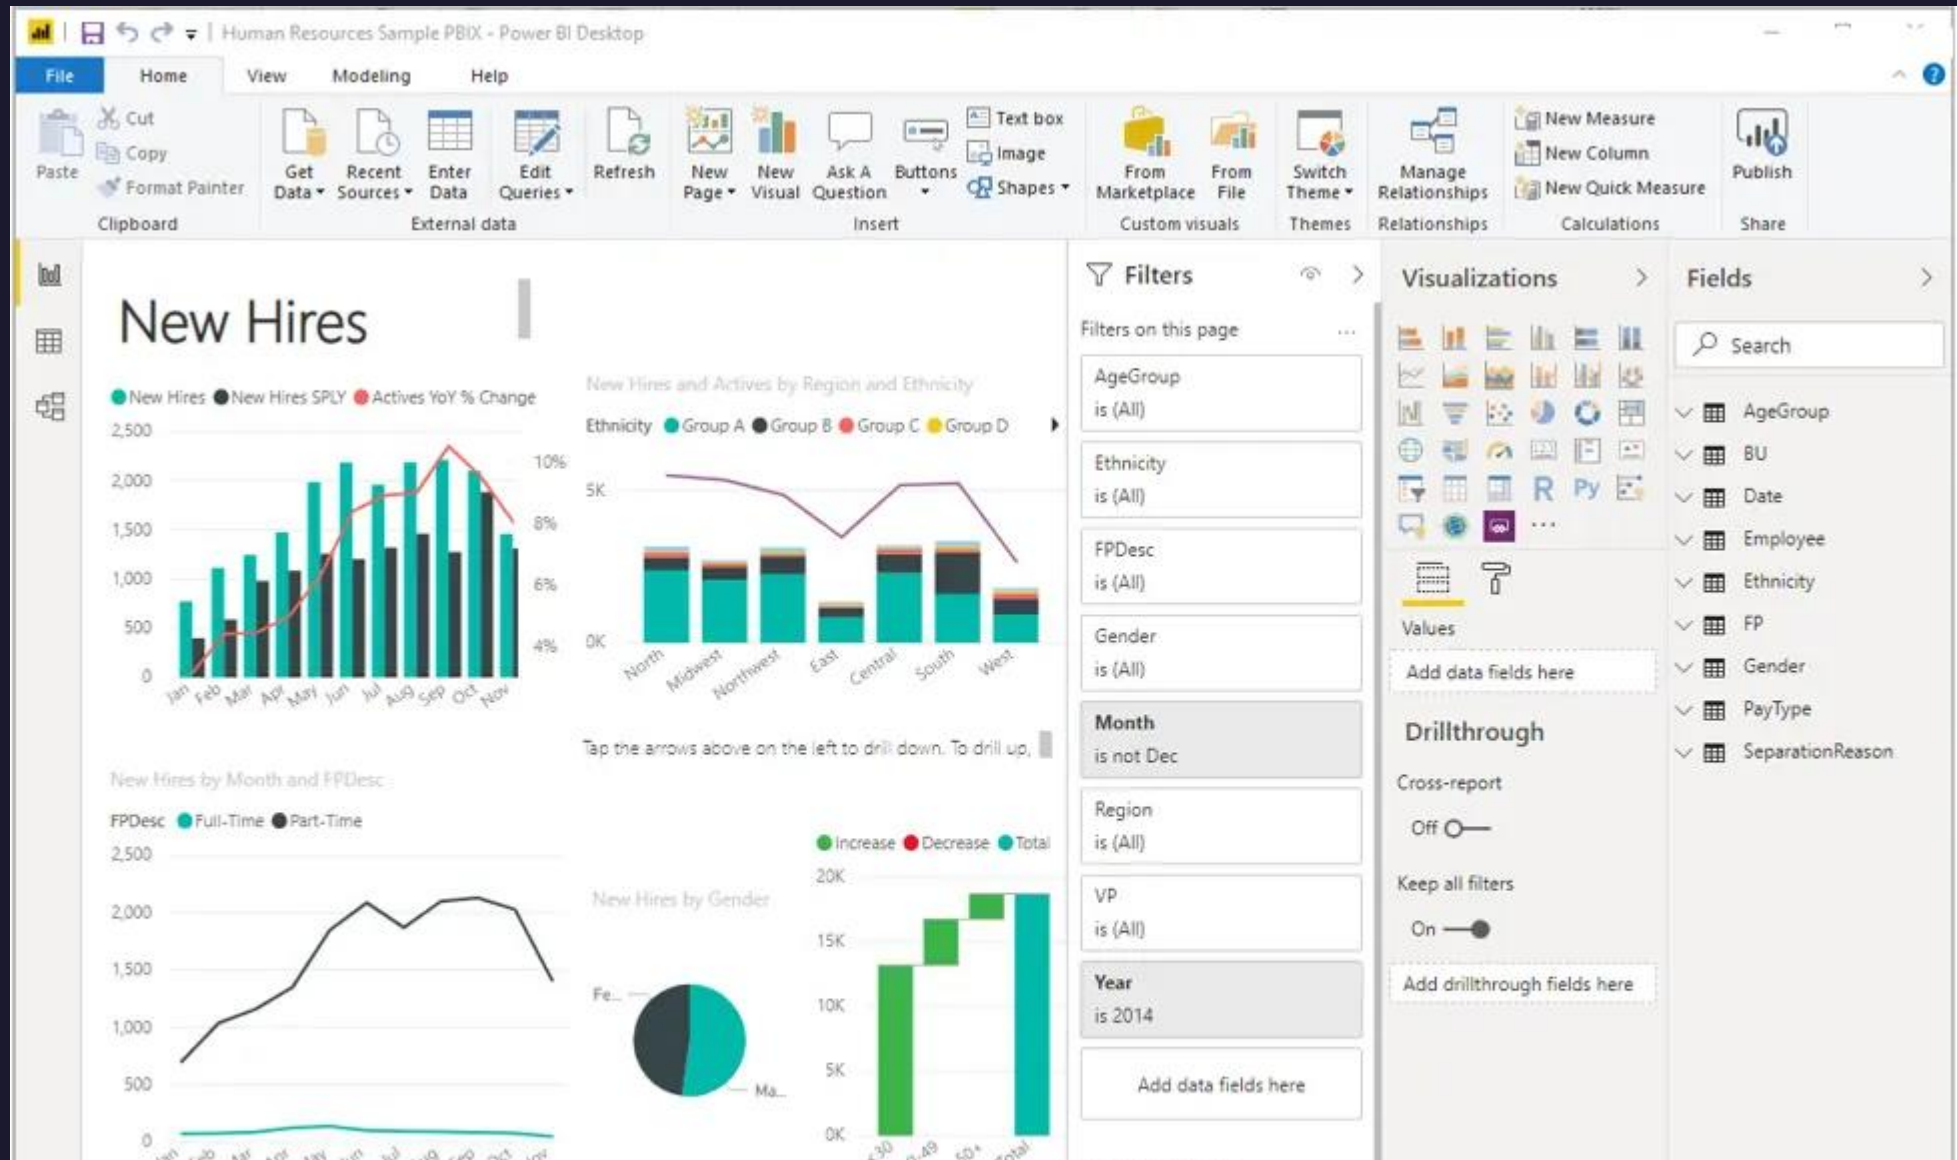 Human Resources Sample PBIX - Power BI Desktop
File Home View Modeling Help
Paste
Cut
Copy
Format Painter
Clipboard
Get Data
Recent Sources
Enter Data
Edit Queries
External data
Refresh
New Page
New Visual
Ask A Question
Buttons
Text box
Image
Shapes
Insert
From Marketplace
From File
Custom visuals
Switch Theme
Themes
Manage Relationships
Relationships
New Measure
New Column
New Quick Measure
Calculations
Publish
Share
New Hires
New Hires New Hires SPLY Actives YoY % Change
2,500
2,000
1,500
1,000
500
0
10%
8%
6%
4%
Jan Feb Mar Apr May Jun Jul Aug Sep Oct Nov
New Hires and Actives by Region and Ethnicity
Ethnicity Group A Group B Group C Group D
5K
0K
North Midwest Northwest East Central South West
Tap the arrows above on the left to drill down. To drill up,
New Hires by Month and FPDesc
FPDesc Full-Time Part-Time
2,500
2,000
1,500
1,000
500
0
New Hires by Gender
Fe...
Ma...
Increase Decrease Total
20K
15K
10K
5K
0K
Filters
Filters on this page
AgeGroup
is (All)
Ethnicity
is (All)
FPDesc
is (All)
Gender
is (All)
Month
is not Dec
Region
is (All)
VP
is (All)
Year
is 2014
Add data fields here
Visualizations
R Py
Values
Add data fields here
Drillthrough
Cross-report
Off
Keep all filters
On
Add drillthrough fields here
Fields
Search
AgeGroup
BU
Date
Employee
Ethnicity
FP
Gender
PayType
SeparationReason